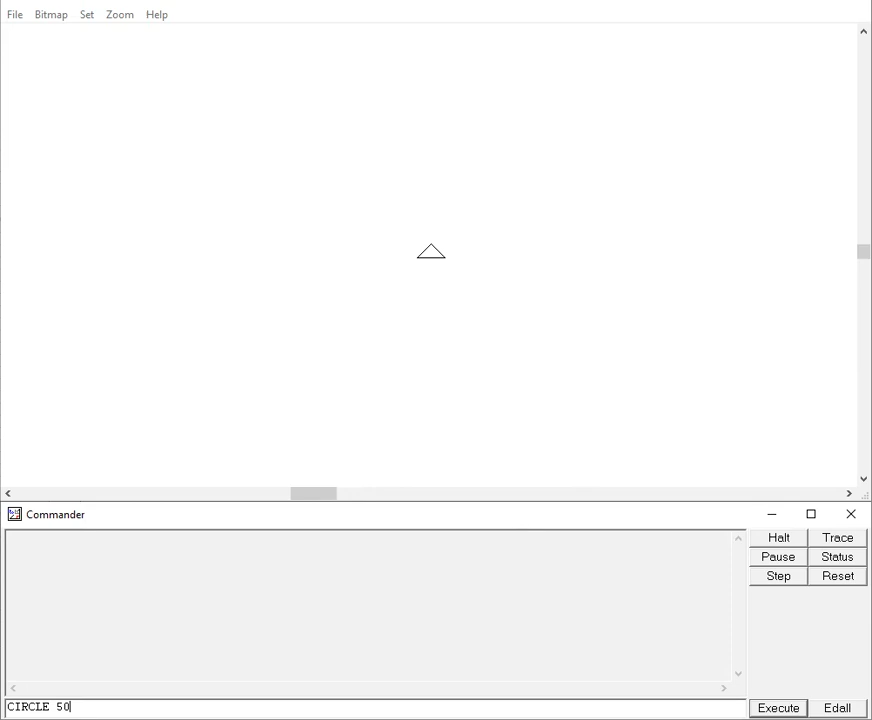 File Bitmap Set Zoom Help
Commander
Halt Trace
Pause Status
Step Reset
CIRCLE 50
Execute Edall